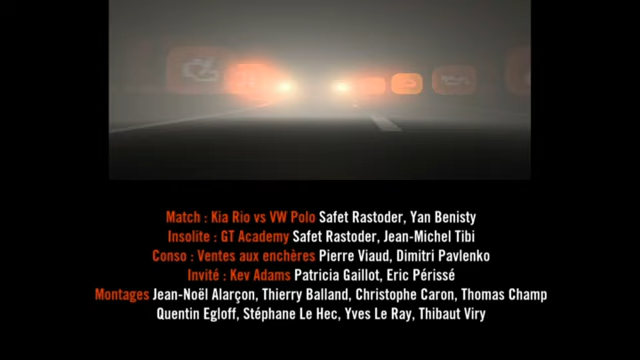 Match : Kia Rio vs VW Polo Safet Rastoder, Yan Benisty
Insolite : GT Academy Safet Rastoder, Jean-Michel Tibi
Conso : Ventes aux enchères Pierre Viaud, Dimitri Pavlenko
Invité : Kev Adams Patricia Gaillot, Eric Périssé
Montages Jean-Noël Alarçon, Thierry Balland, Christophe Caron, Thomas Champ
Quentin Egloff, Stéphane Le Hec, Yves Le Ray, Thibaut Viry